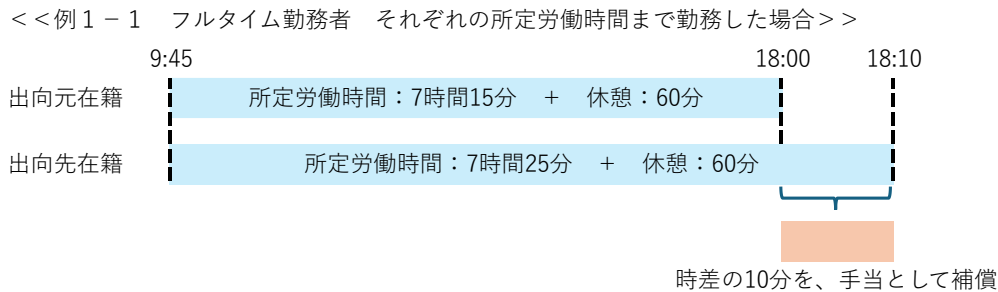 ＜＜例１－１　フルタイム勤務者　それぞれの所定労働時間まで勤務した場合＞＞
9:45 18:00 18:10
出向元在籍 所定労働時間：7時間15分　＋　休憩：60分
出向先在籍 所定労働時間：7時間25分　＋　休憩：60分
時差の10分を、手当として補償